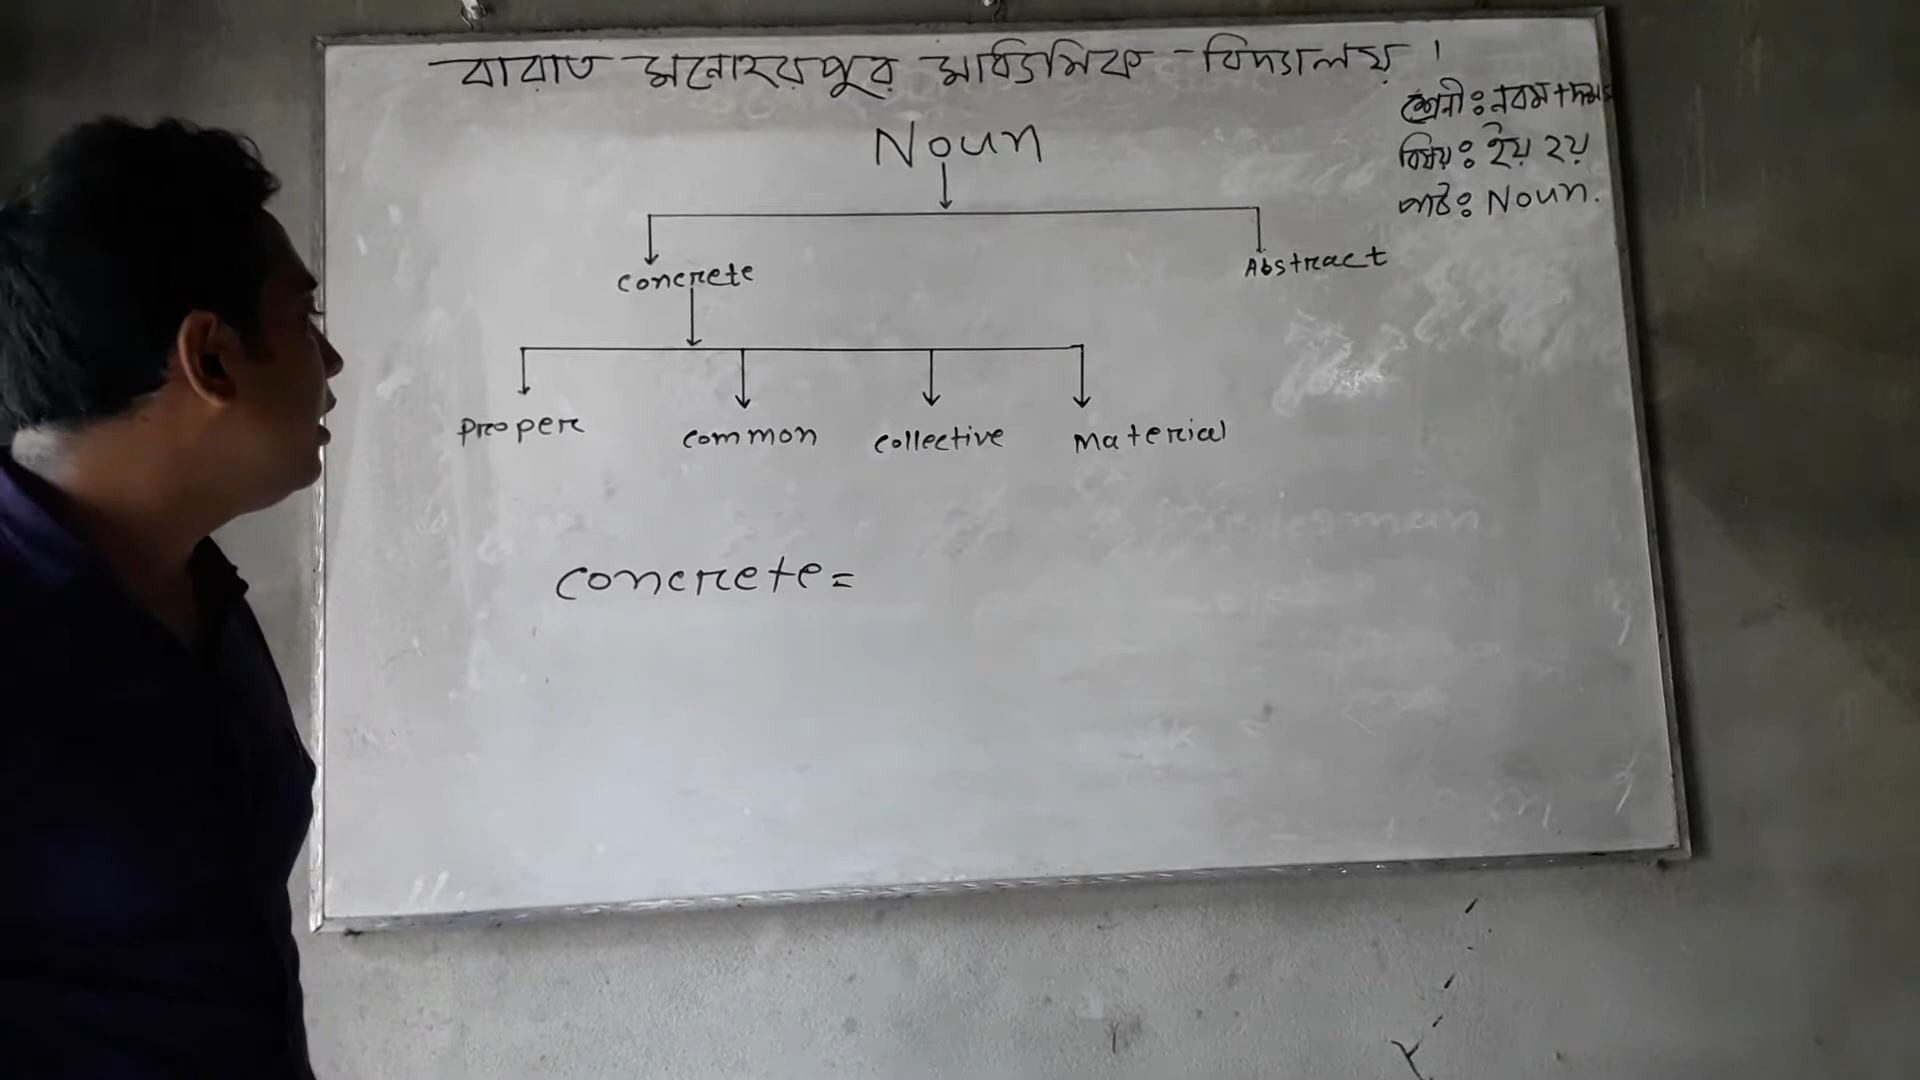 বারাত মনোহরপুর মাধ্যমিক বিদ্যালয় ।
শ্রেনী: নবম+দশম
বিষয়: ইং ২য়
পাঠ: Noun.
Noun
concrete
Abstract
proper
common
collective
Material
concrete=